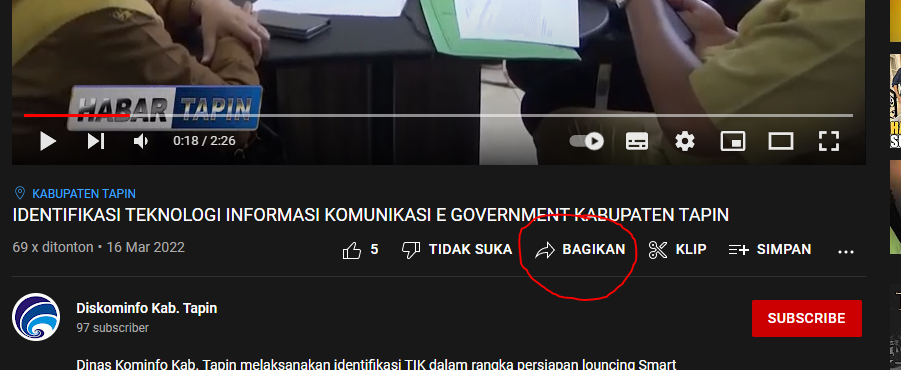 HABAR TAPIN
0:18 / 2:26
KABUPATEN TAPIN
IDENTIFIKASI TEKNOLOGI INFORMASI KOMUNIKASI E GOVERNMENT KABUPATEN TAPIN
69 x ditonton • 16 Mar 2022
5 TIDAK SUKA BAGIKAN KLIP SIMPAN ...
Diskominfo Kab. Tapin
97 subscriber
SUBSCRIBE
Dinas Kominfo Kab. Tapin melaksanakan identifikasi TIK dalam rangka persiapan louncing Smart